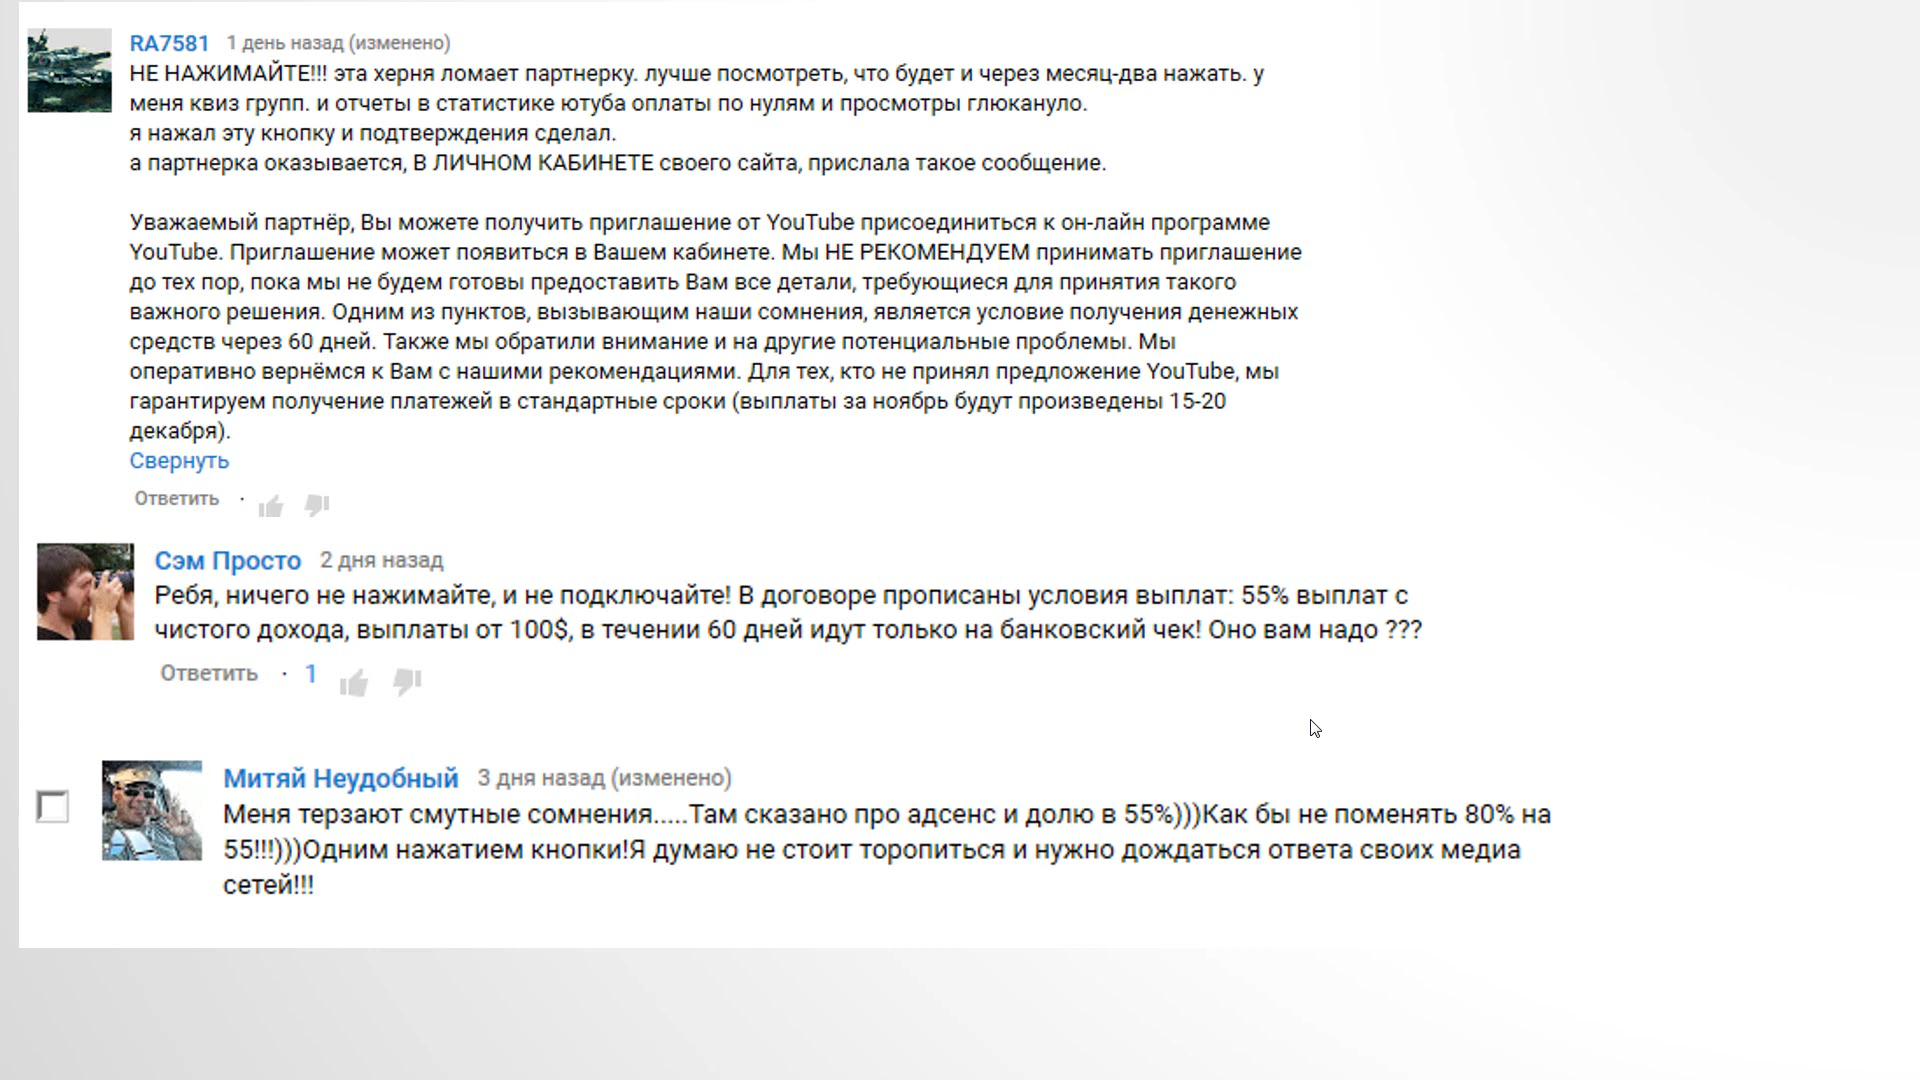 RA7581 1 день назад (изменено)
НЕ НАЖИМАЙТЕ!!! эта херня ломает партнерку. лучше посмотреть, что будет и через месяц-два нажать. у
меня квиз групп. и отчеты в статистике ютуба оплаты по нулям и просмотры глюкануло.
я нажал эту кнопку и подтверждения сделал.
а партнерка оказывается, В ЛИЧНОМ КАБИНЕТЕ своего сайта, прислала такое сообщение.
Уважаемый партнёр, Вы можете получить приглашение от YouTube присоединиться к он-лайн программе
YouTube. Приглашение может появиться в Вашем кабинете. Мы НЕ РЕКОМЕНДУЕМ принимать приглашение
до тех пор, пока мы не будем готовы предоставить Вам все детали, требующиеся для принятия такого
важного решения. Одним из пунктов, вызывающим наши сомнения, является условие получения денежных
средств через 60 дней. Также мы обратили внимание и на другие потенциальные проблемы. Мы
оперативно вернёмся к Вам с нашими рекомендациями. Для тех, кто не принял предложение YouTube, мы
гарантируем получение платежей в стандартные сроки (выплаты за ноябрь будут произведены 15-20
декабря).
Свернуть
Ответить ·
Сэм Просто 2 дня назад
Ребя, ничего не нажимайте, и не подключайте! В договоре прописаны условия выплат: 55% выплат с
чистого дохода, выплаты от 100$, в течении 60 дней идут только на банковский чек! Оно вам надо ???
Ответить · 1
Митяй Неудобный 3 дня назад (изменено)
Меня терзают смутные сомнения.....Там сказано про адсенс и долю в 55%)))Как бы не поменять 80% на
55!!!)))Одним нажатием кнопки!Я думаю не стоит торопиться и нужно дождаться ответа своих медиа
сетей!!!